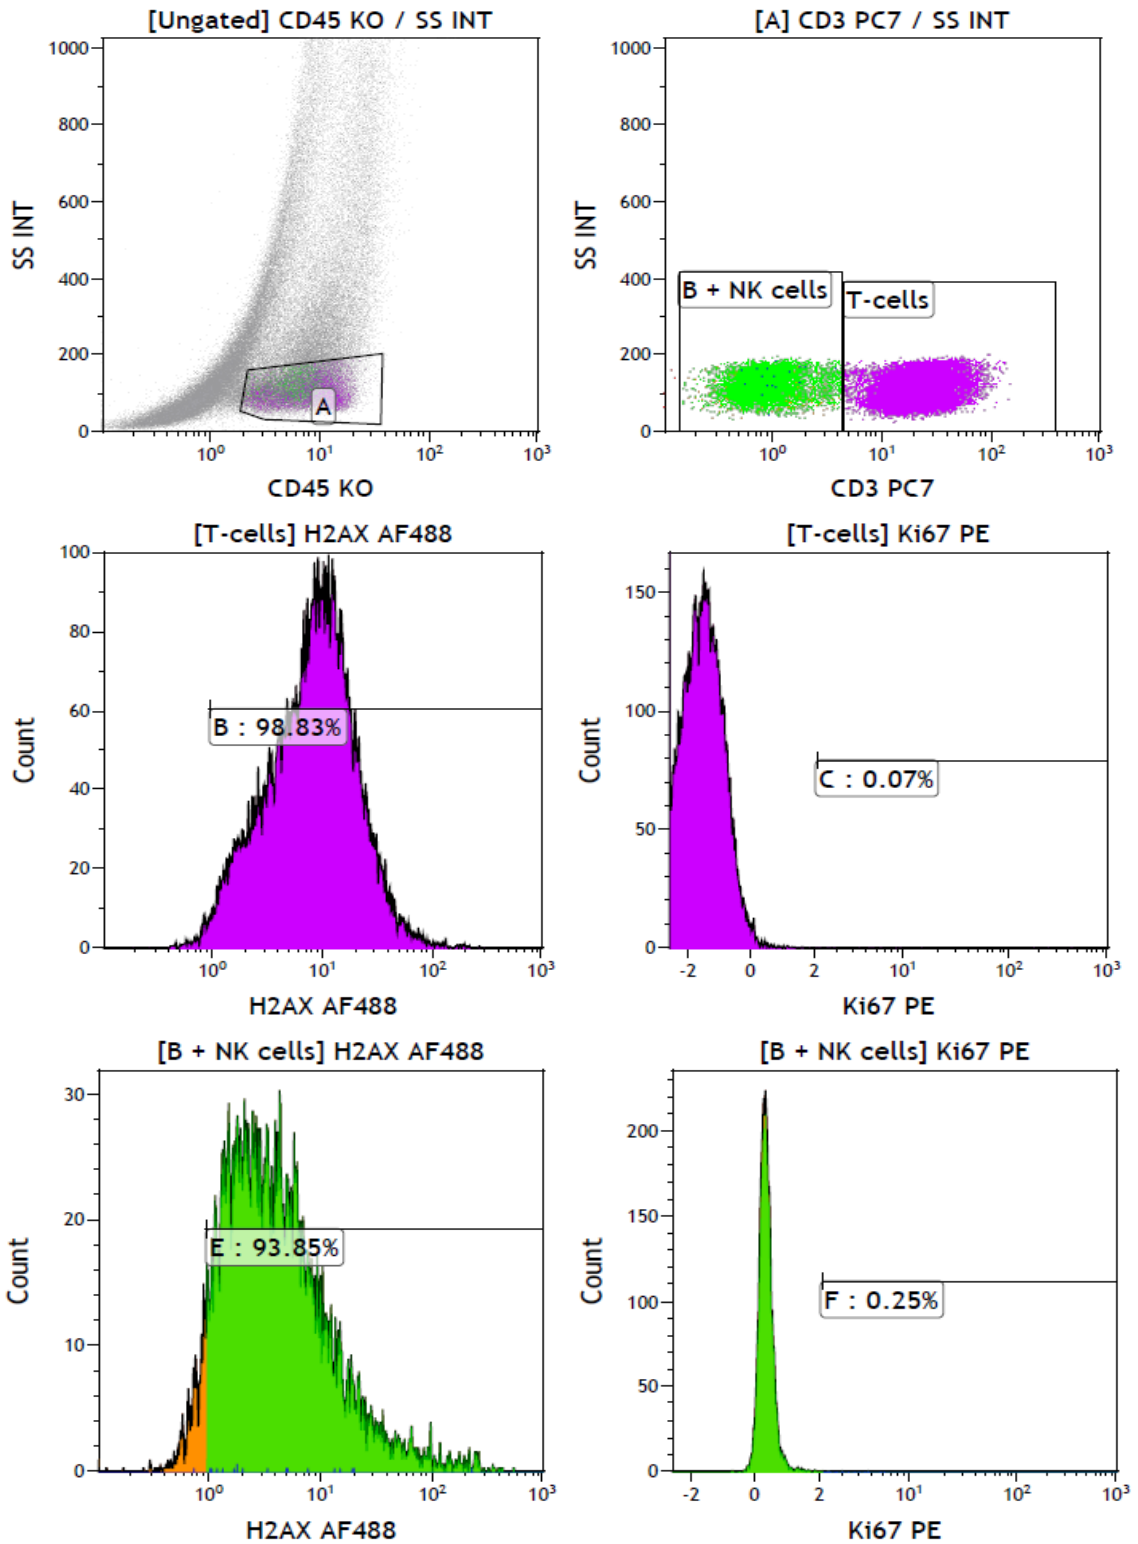 [Ungated] CD45 KO / SS INT
1000
800
600
400
200
0
SS INT
A
10⁰ 10¹ 10² 10³
CD45 KO
[A] CD3 PC7 / SS INT
1000
800
600
400
200
0
SS INT
B + NK cells
T-cells
10⁰ 10¹ 10² 10³
CD3 PC7
[T-cells] H2AX AF488
100
80
60
40
20
0
Count
B : 98.83%
10⁰ 10¹ 10² 10³
H2AX AF488
[T-cells] Ki67 PE
150
100
50
0
Count
C : 0.07%
-2 0 2 10¹ 10² 10³
Ki67 PE
[B + NK cells] H2AX AF488
30
20
10
0
Count
E : 93.85%
10⁰ 10¹ 10² 10³
H2AX AF488
[B + NK cells] Ki67 PE
200
150
100
50
0
Count
F : 0.25%
-2 0 2 10¹ 10² 10³
Ki67 PE